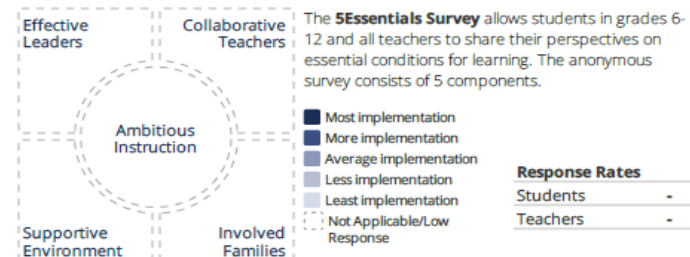 Effective
Leaders
Collaborative
Teachers
Ambitious
Instruction
Supportive
Environment
Involved
Families
The 5Essentials Survey allows students in grades 6-
12 and all teachers to share their perspectives on
essential conditions for learning. The anonymous
survey consists of 5 components.
Most implementation
More implementation
Average implementation
Less implementation
Least implementation
Not Applicable/Low
Response
Response Rates
Students -
Teachers -